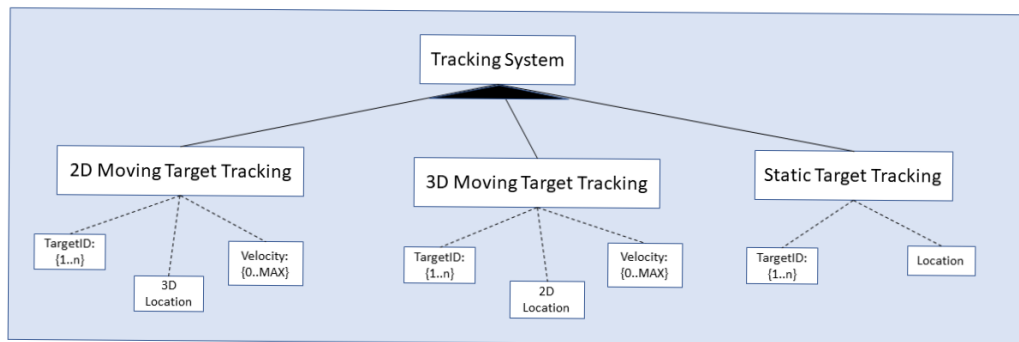 Tracking System
2D Moving Target Tracking
3D Moving Target Tracking
Static Target Tracking
TargetID:
{1..n}
3D
Location
Velocity:
{0..MAX}
TargetID:
{1..n}
2D
Location
Velocity:
{0..MAX}
TargetID:
{1..n}
Location